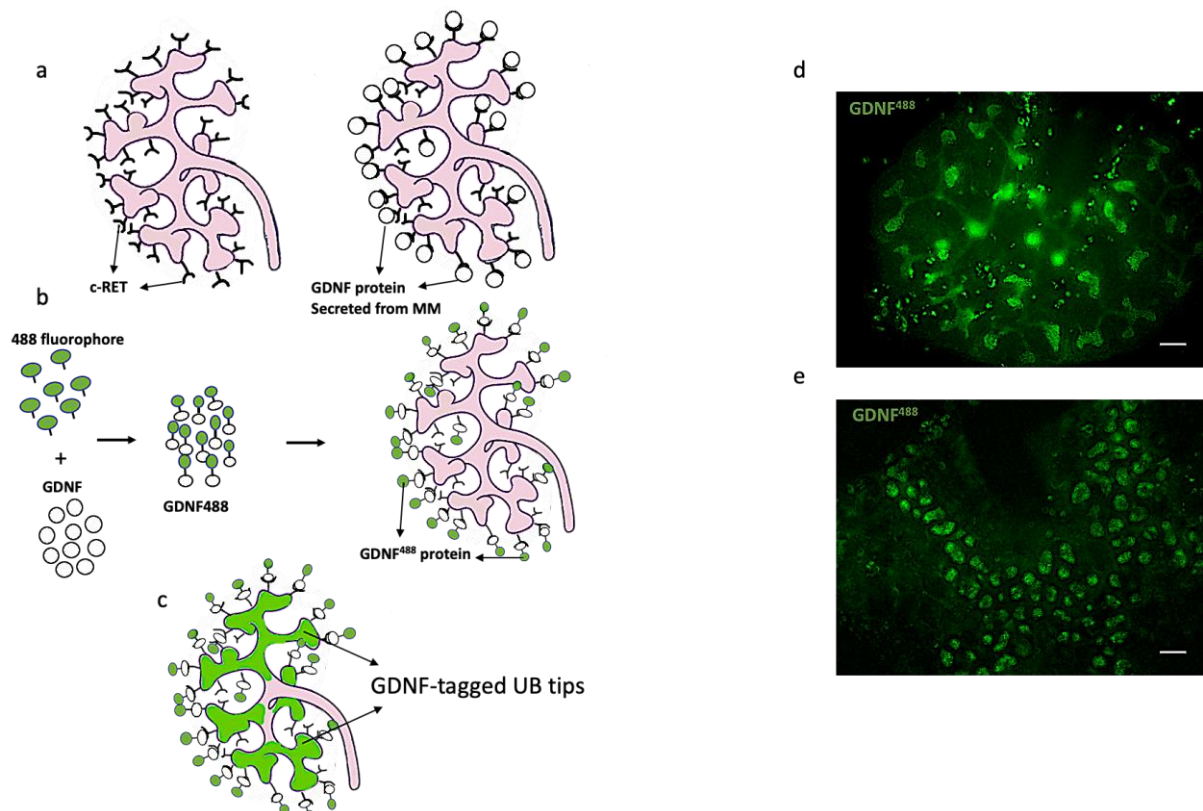 a
c-RET
GDNF protein
Secreted from MM
b
488 fluorophore
+
GDNF
GDNF488
GDNF⁴⁸⁸ protein
c
GDNF-tagged UB tips
d
GDNF⁴⁸⁸
e
GDNF⁴⁸⁸